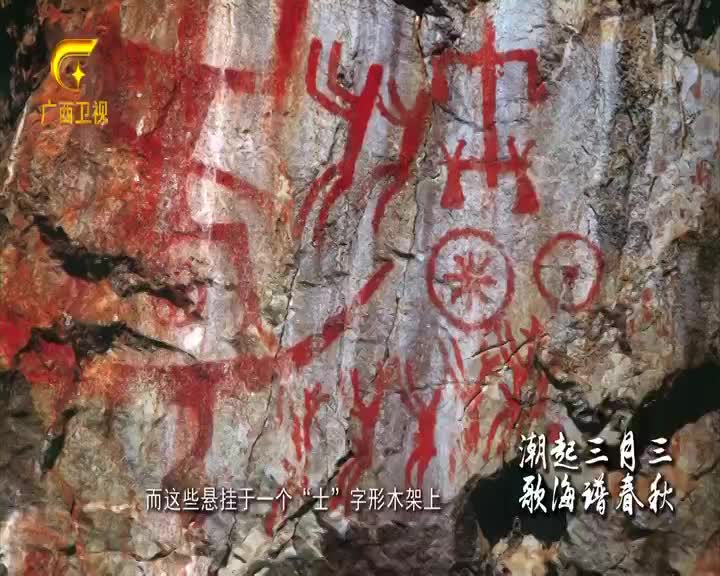 广西卫视
潮起三月三
歌海谱春秋
而这些悬挂于一个“士”字形木架上